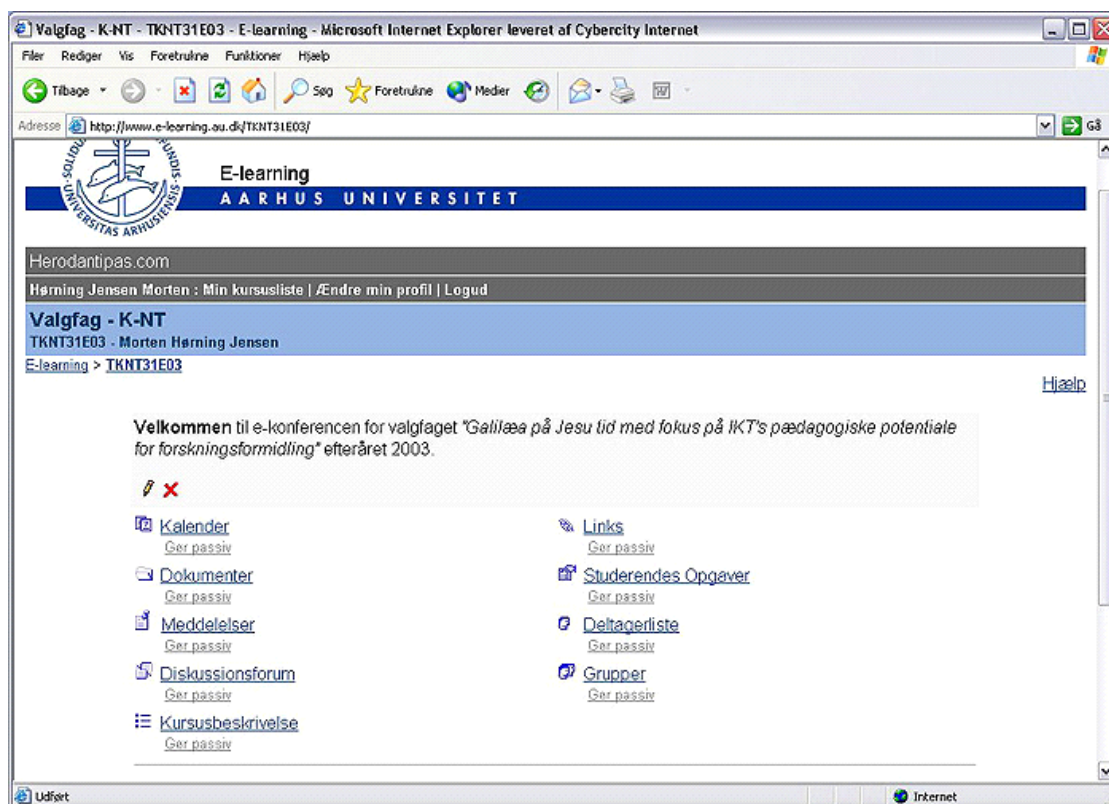 Valgfag - K-NT - TKNT31E03 - E-learning - Microsoft Internet Explorer leveret af Cybercity Internet
Filer Rediger Vis Foretrukne Funktioner Hjælp
Tilbage Søg Foretrukne Medier
Adresse http://www.e-learning.au.dk/TKNT31E03/ Gå
UNIVERSITAS ARHUSIENSIS
E-learning
AARHUS UNIVERSITET
Herodantipas.com
Hørning Jensen Morten : Min kursusliste | Ændre min profil | Logud
Valgfag - K-NT
TKNT31E03 - Morten Hørning Jensen
E-learning > TKNT31E03
Hjælp
Velkommen til e-konferencen for valgfaget "Galilæa på Jesu tid med fokus på IKT's pædagogiske potentiale
for forskningsformidling" efteråret 2003.
Kalender Links
Gør passiv Gør passiv
Dokumenter Studerendes Opgaver
Gør passiv Gør passiv
Meddelelser Deltagerliste
Gør passiv Gør passiv
Diskussionsforum Grupper
Gør passiv Gør passiv
Kursusbeskrivelse
Gør passiv
Udført Internet